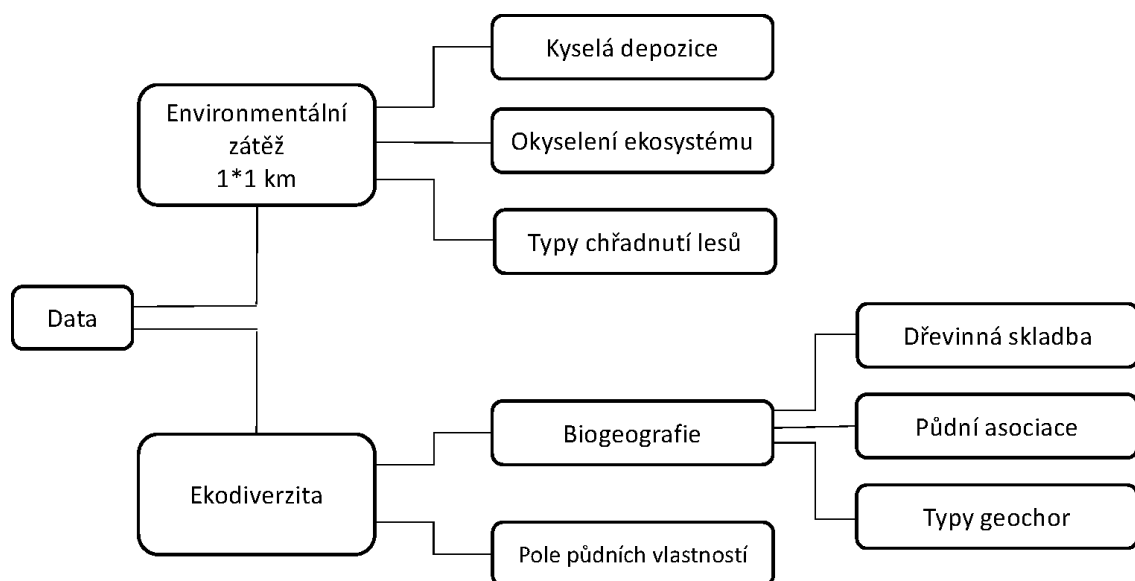 Kyselá depozice
Environmentální
zátěž
1*1 km
Okyselení ekosystému
Typy chřadnutí lesů
Data
Dřevinná skladba
Biogeografie
Půdní asociace
Ekodiverzita
Typy geochor
Pole půdních vlastností